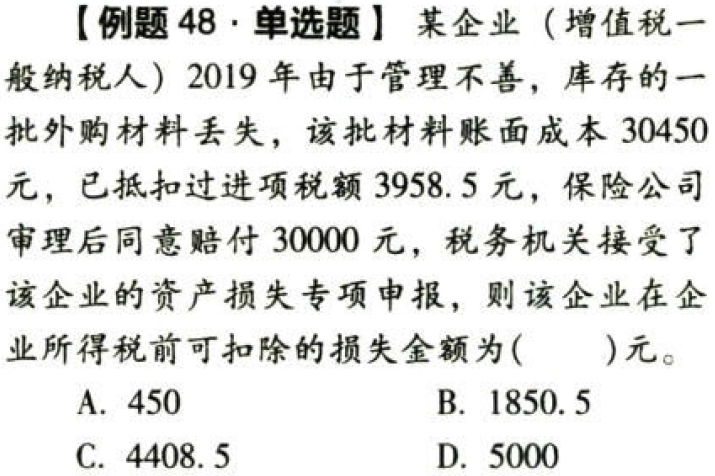 【例题 48 · 单选题】 某企业（增值税一
般纳税人）2019 年由于管理不善，库存的一
批外购材料丢失，该批材料账面成本 30450
元，已抵扣过进项税额 3958. 5 元，保险公司
审理后同意赔付 30000 元，税务机关接受了
该企业的资产损失专项申报，则该企业在企
业所得税前可扣除的损失金额为(　　)元。
A. 450　　B. 1850. 5
C. 4408. 5　　D. 5000